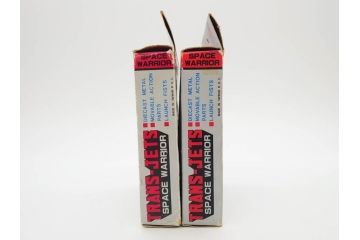 SPACE
WARRIOR
DIECAST METAL
MOVABLE ACTION
PARTS
LAUNCH FISTS
TRANS-JETS
SPACE WARRIOR
SPACE
WARRIOR
DIECAST METAL
MOVABLE ACTION
PARTS
LAUNCH FISTS
TRANS-JETS
SPACE WARRIOR